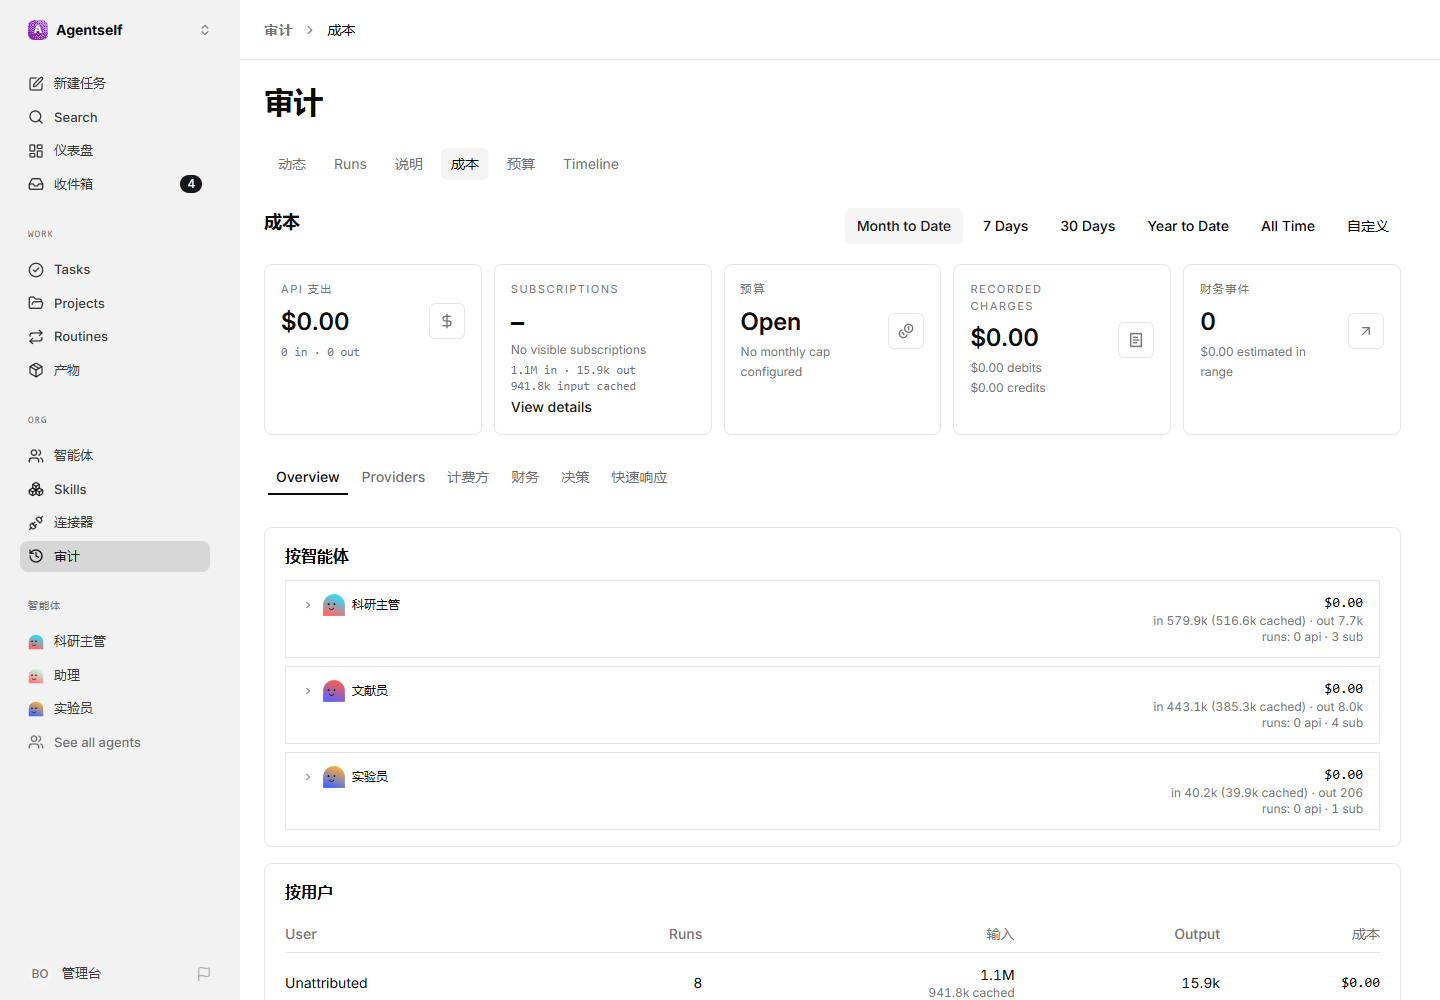 Agentself
新建任务
Search
仪表盘
收件箱
4
WORK
Tasks
Projects
Routines
产物
ORG
智能体
Skills
连接器
审计
智能体
科研主管
助理
实验员
See all agents
BO 管理台
审计 > 成本
审计
动态 Runs 说明 成本 预算 Timeline
成本
Month to Date 7 Days 30 Days Year to Date All Time 自定义
API 支出
$0.00
0 in · 0 out
SUBSCRIPTIONS
–
No visible subscriptions
1.1M in · 15.9k out
941.8k input cached
View details
预算
Open
No monthly cap
configured
RECORDED
CHARGES
$0.00
$0.00 debits
$0.00 credits
财务事件
0
$0.00 estimated in
range
Overview Providers 计费方 财务 决策 快速响应
按智能体
科研主管
$0.00
in 579.9k (516.6k cached) · out 7.7k
runs: 0 api · 3 sub
文献员
$0.00
in 443.1k (385.3k cached) · out 8.0k
runs: 0 api · 4 sub
实验员
$0.00
in 40.2k (39.9k cached) · out 206
runs: 0 api · 1 sub
按用户
User Runs 输入 Output 成本
Unattributed 8 1.1M 15.9k $0.00
941.8k cached